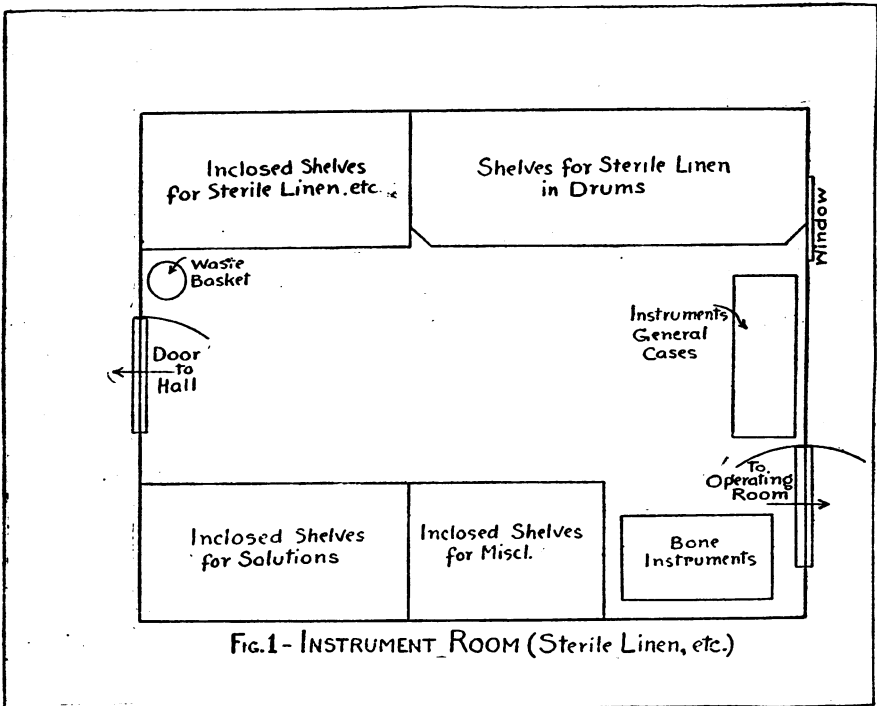 Inclosed Shelves
for Sterile Linen.etc.
Shelves for Sterile Linen
in Drums
Window
Waste
Basket
Instruments
General
Cases
Door
to
Hall
To
Operating
Room
Inclosed Shelves
for Solutions
Inclosed Shelves
for Miscl.
Bone
Instruments
FIG.1- INSTRUMENT ROOM (Sterile Linen, etc.)